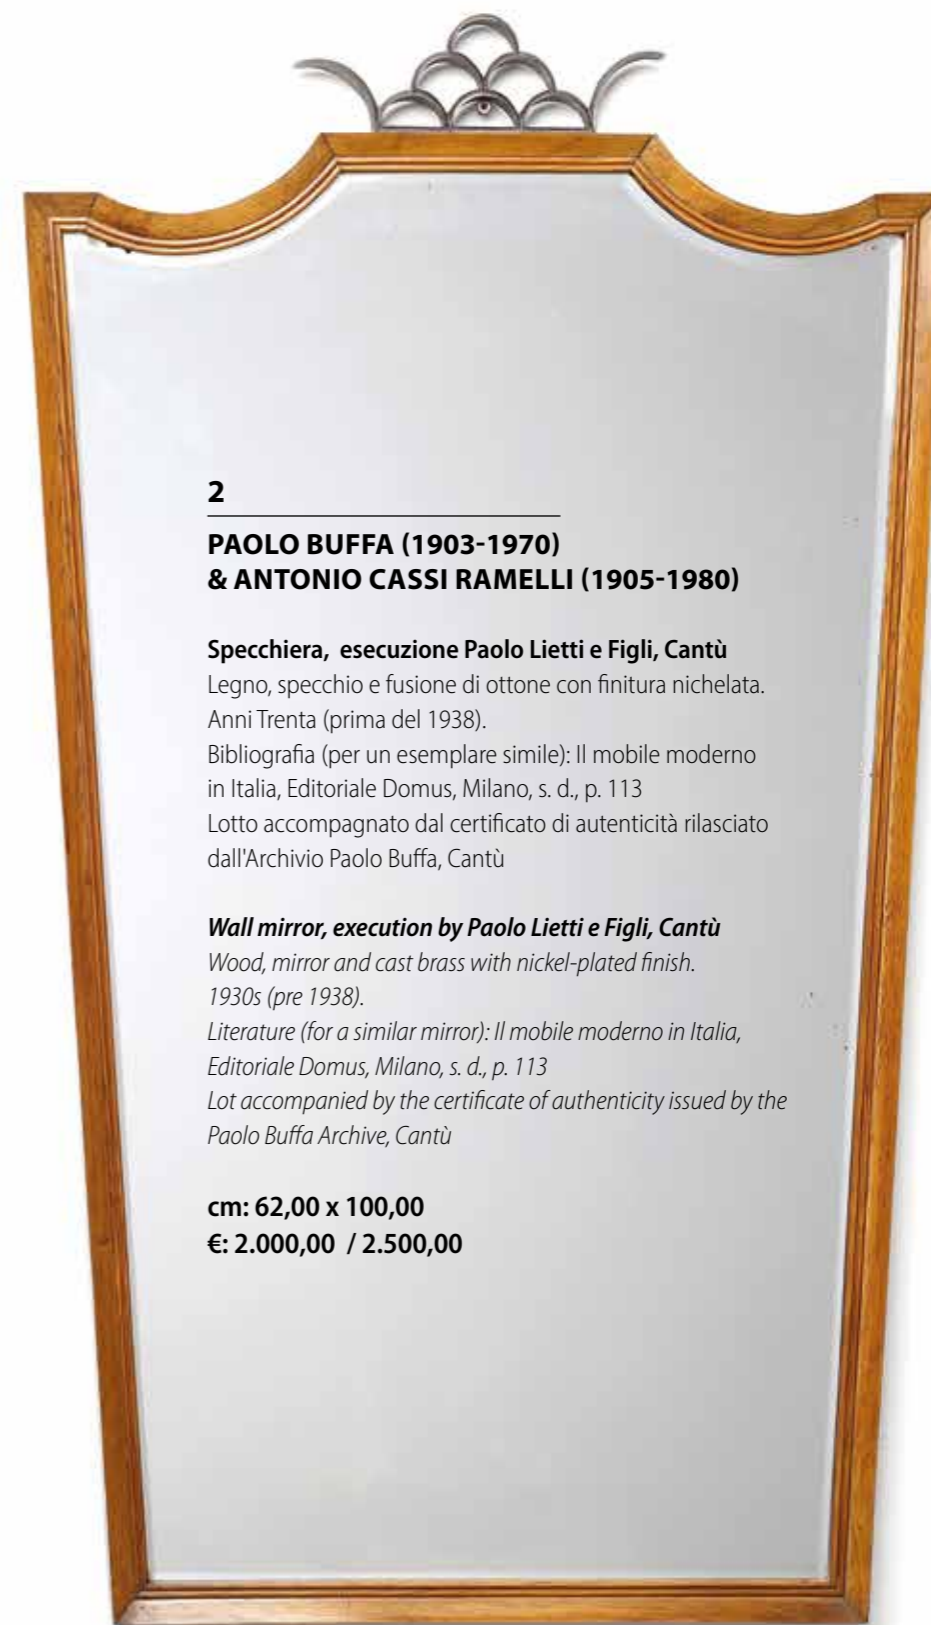 2
PAOLO BUFFA (1903-1970)
& ANTONIO CASSI RAMELLI (1905-1980)
Specchiera, esecuzione Paolo Lietti e Figli, Cantù
Legno, specchio e fusione di ottone con finitura nichelata.
Anni Trenta (prima del 1938).
Bibliografia (per un esemplare simile): Il mobile moderno
in Italia, Editoriale Domus, Milano, s. d., p. 113
Lotto accompagnato dal certificato di autenticità rilasciato
dall'Archivio Paolo Buffa, Cantù
Wall mirror, execution by Paolo Lietti e Figli, Cantù
Wood, mirror and cast brass with nickel-plated finish.
1930s (pre 1938).
Literature (for a similar mirror): Il mobile moderno in Italia,
Editoriale Domus, Milano, s. d., p. 113
Lot accompanied by the certificate of authenticity issued by the
Paolo Buffa Archive, Cantù
cm: 62,00 x 100,00
€: 2.000,00 / 2.500,00